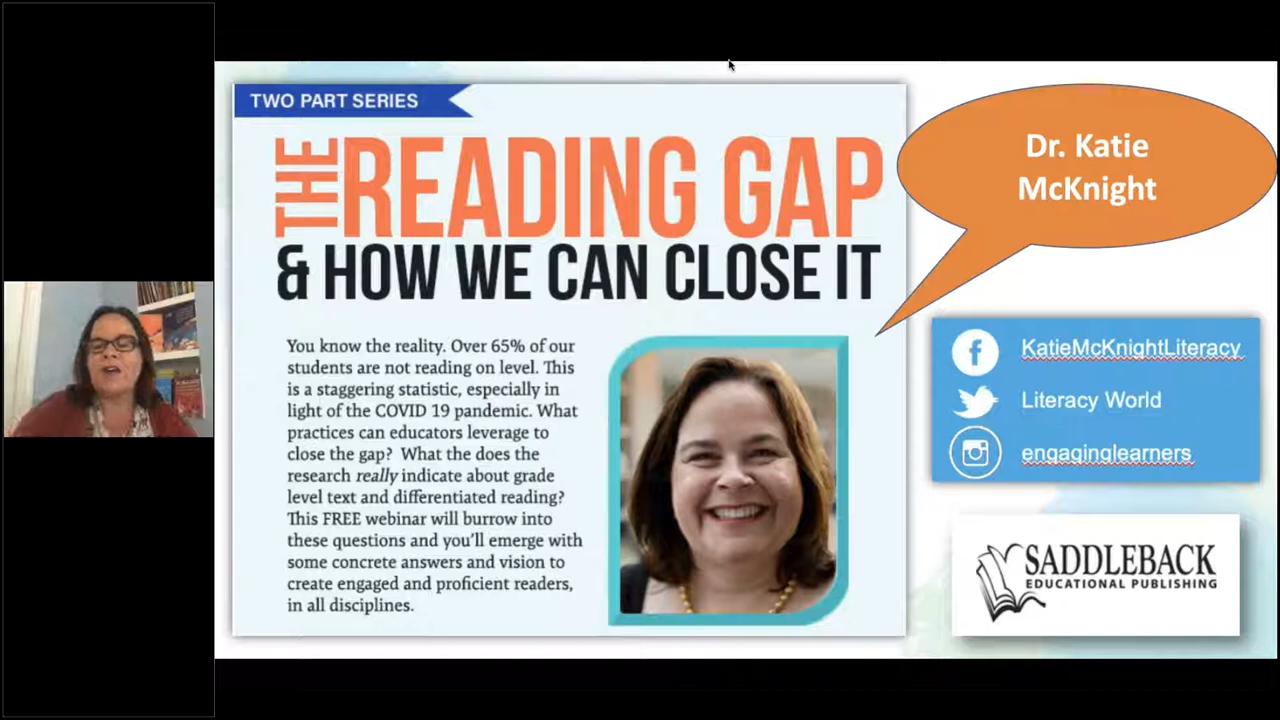 TWO PART SERIES
THE READING GAP
& HOW WE CAN CLOSE IT
You know the reality. Over 65% of our
students are not reading on level. This
is a staggering statistic, especially in
light of the COVID 19 pandemic. What
practices can educators leverage to
close the gap? What the does the
research really indicate about grade
level text and differentiated reading?
This FREE webinar will burrow into
these questions and you'll emerge with
some concrete answers and vision to
create engaged and proficient readers,
in all disciplines.
Dr. Katie
McKnight
KatieMcKnightLiteracy
Literacy World
engaginglearners
SADDLEBACK
EDUCATIONAL PUBLISHING